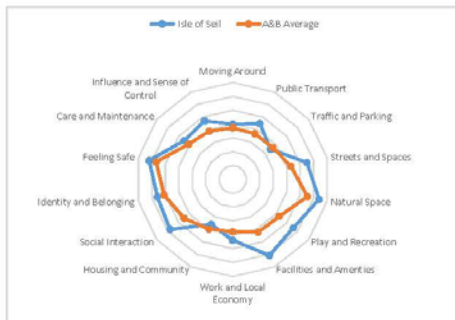 Isle of Seil
A&B Average
Moving Around
Public Transport
Traffic and Parking
Streets and Spaces
Natural Space
Play and Recreation
Facilities and Amenties
Work and Local
Economy
Housing and Community
Social Interaction
Identity and Belonging
Feeling Safe
Care and Maintenance
Influence and Sense of
Control